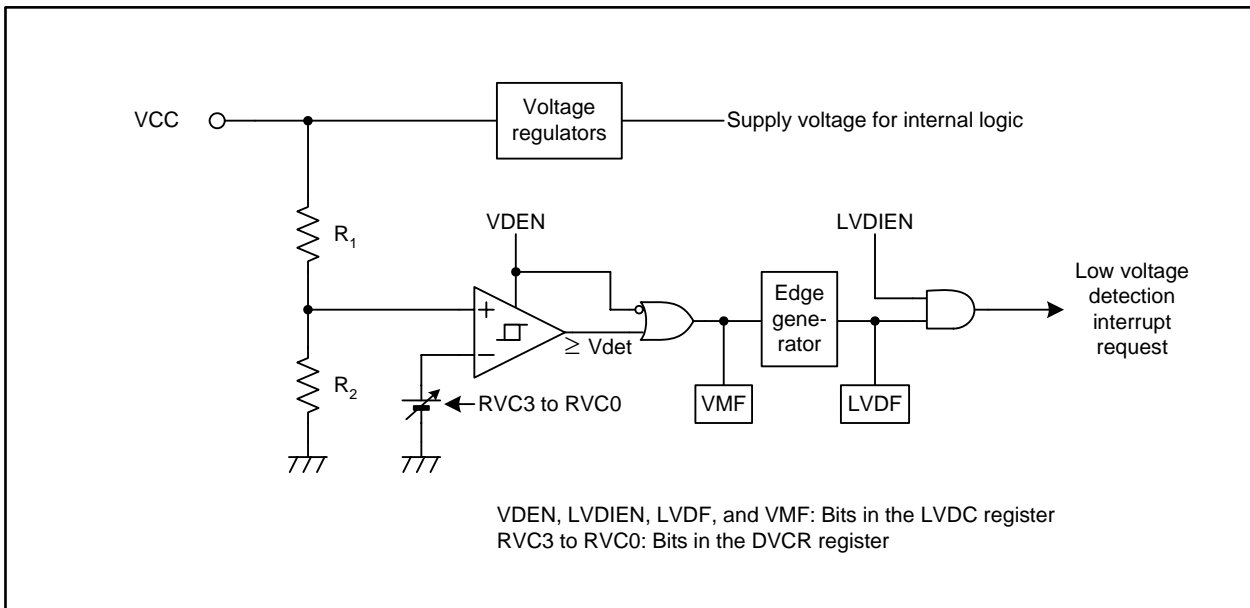 VCC
Voltage
regulators
Supply voltage for internal logic
R1
R2
VDEN
LVDIEN
+
−
≥ Vdet
RVC3 to RVC0
Edge
gene-
rator
VMF
LVDF
Low voltage
detection
interrupt
request
VDEN, LVDIEN, LVDF, and VMF: Bits in the LVDC register
RVC3 to RVC0: Bits in the DVCR register